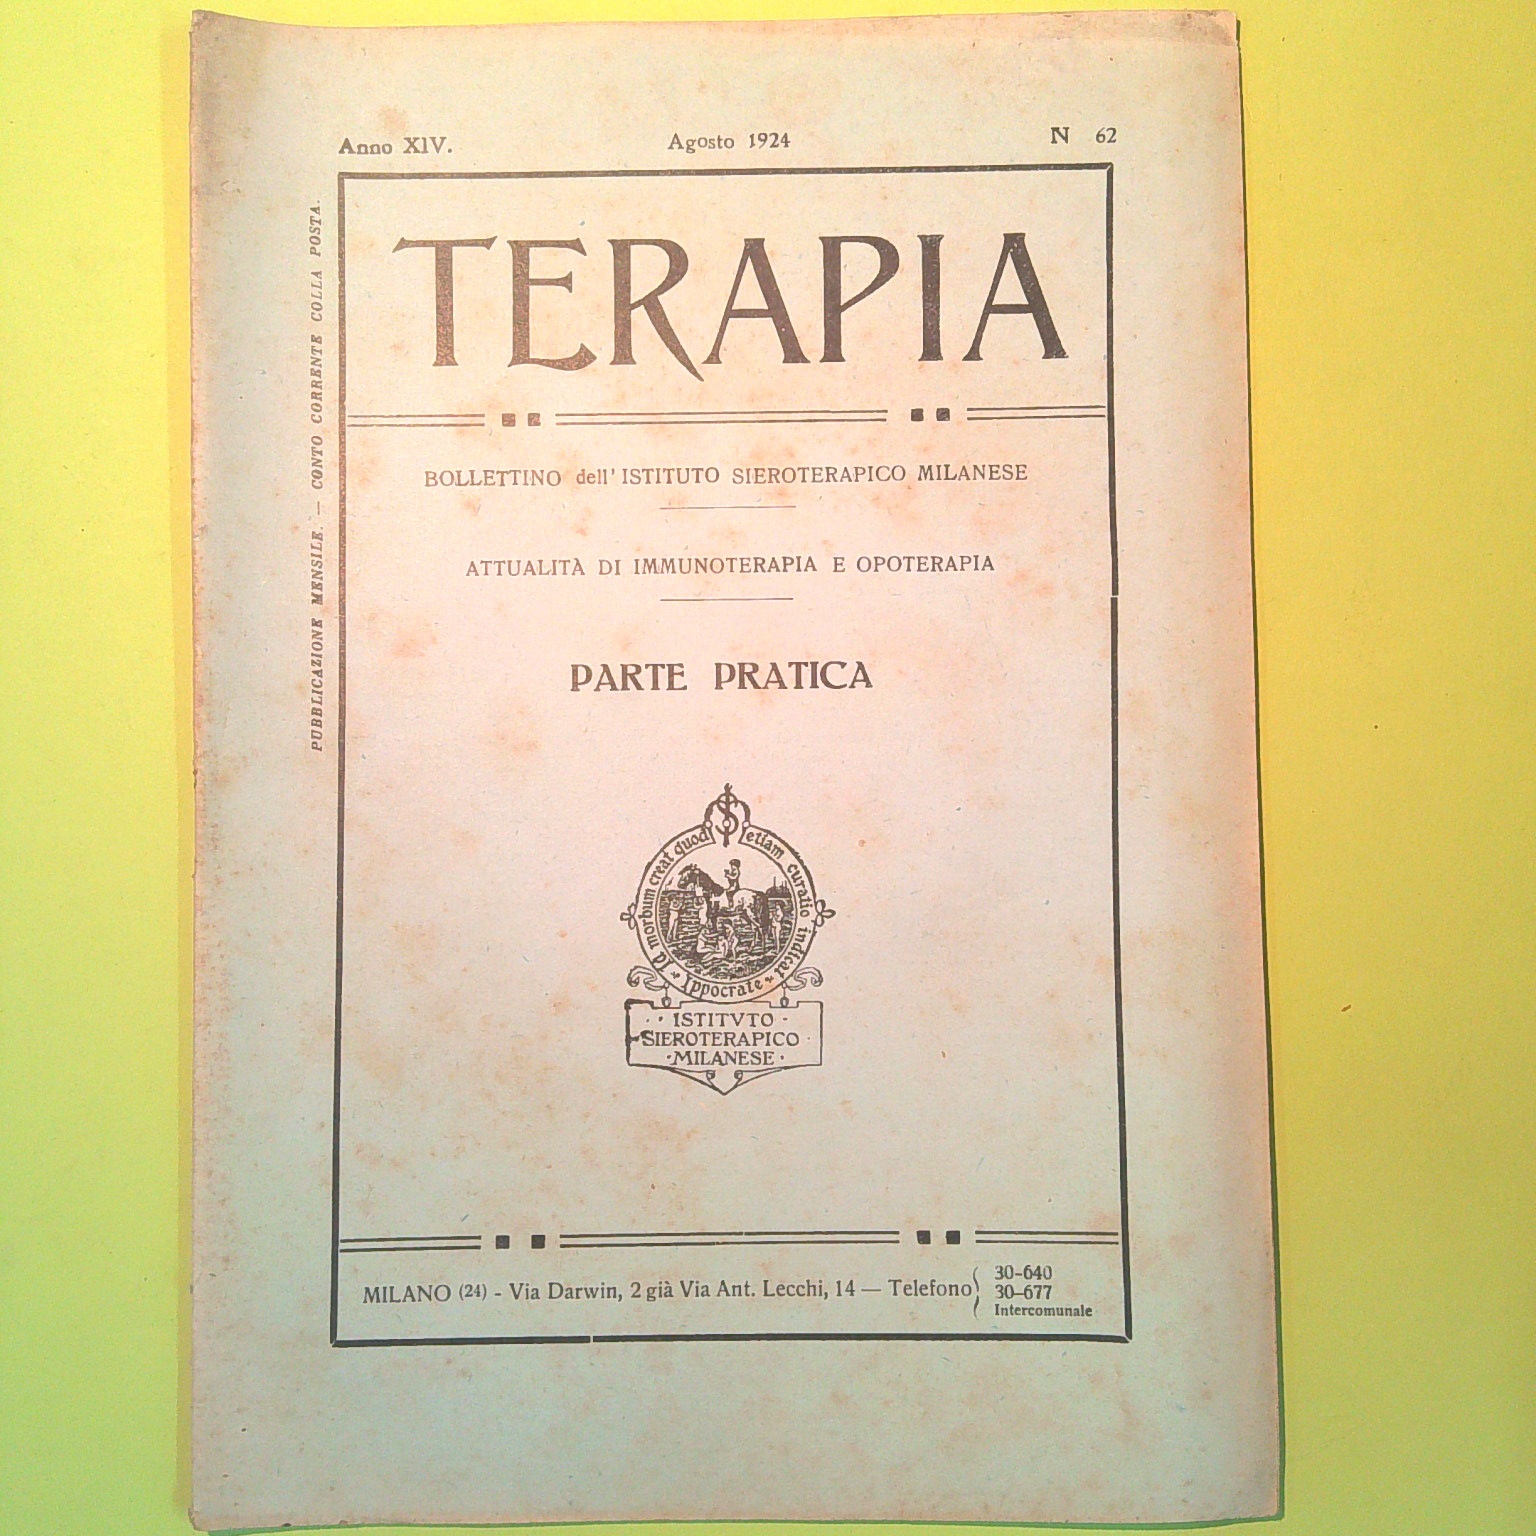 Anno XIV. Agosto 1924 N 62
PUBBLICAZIONE MENSILE. — CONTO CORRENTE COLLA POSTA.
TERAPIA
BOLLETTINO dell' ISTITUTO SIEROTERAPICO MILANESE
ATTUALITÀ DI IMMUNOTERAPIA E OPOTERAPIA
PARTE PRATICA
Id morbum creat quod etiam curatio indicat
Ippocrate
ISTITVTO
SIEROTERAPICO
MILANESE
MILANO (24) - Via Darwin, 2 già Via Ant. Lecchi, 14 — Telefono
30-640
30-677
Intercomunale